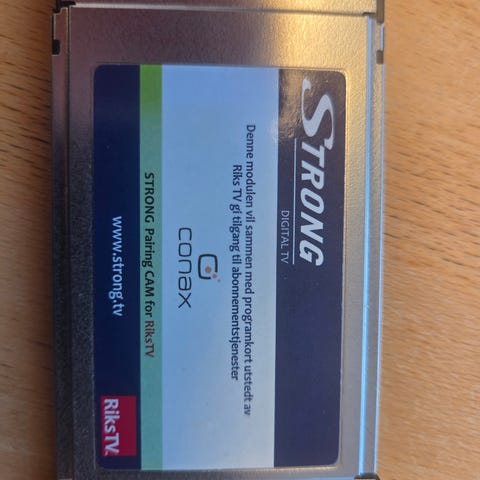 STRONG
DIGITAL TV
Denne modulen vil sammen med programkort utstedt av
Riks TV gi tilgang til abonnementstjenester
conax
STRONG Pairing CAM for RiksTV
www.strong.tv
RiksTV